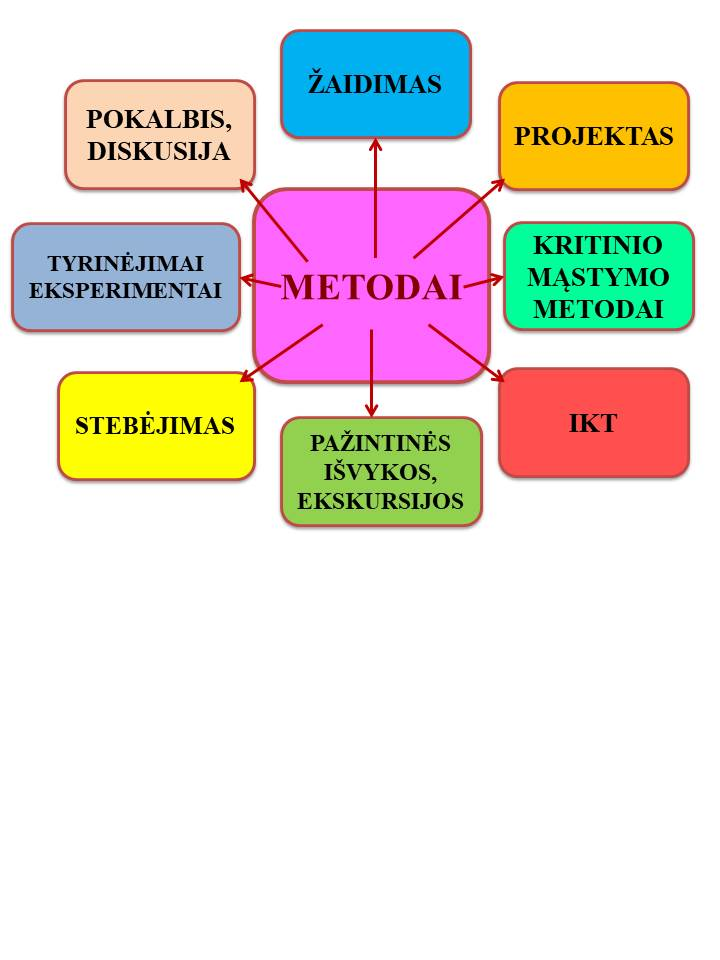 ŽAIDIMAS
POKALBIS,
DISKUSIJA
PROJEKTAS
TYRINĖJIMAI
EKSPERIMENTAI
METODAI
KRITINIO
MĄSTYMO
METODAI
STEBĖJIMAS
PAŽINTINĖS
IŠVYKOS,
EKSKURSIJOS
IKT